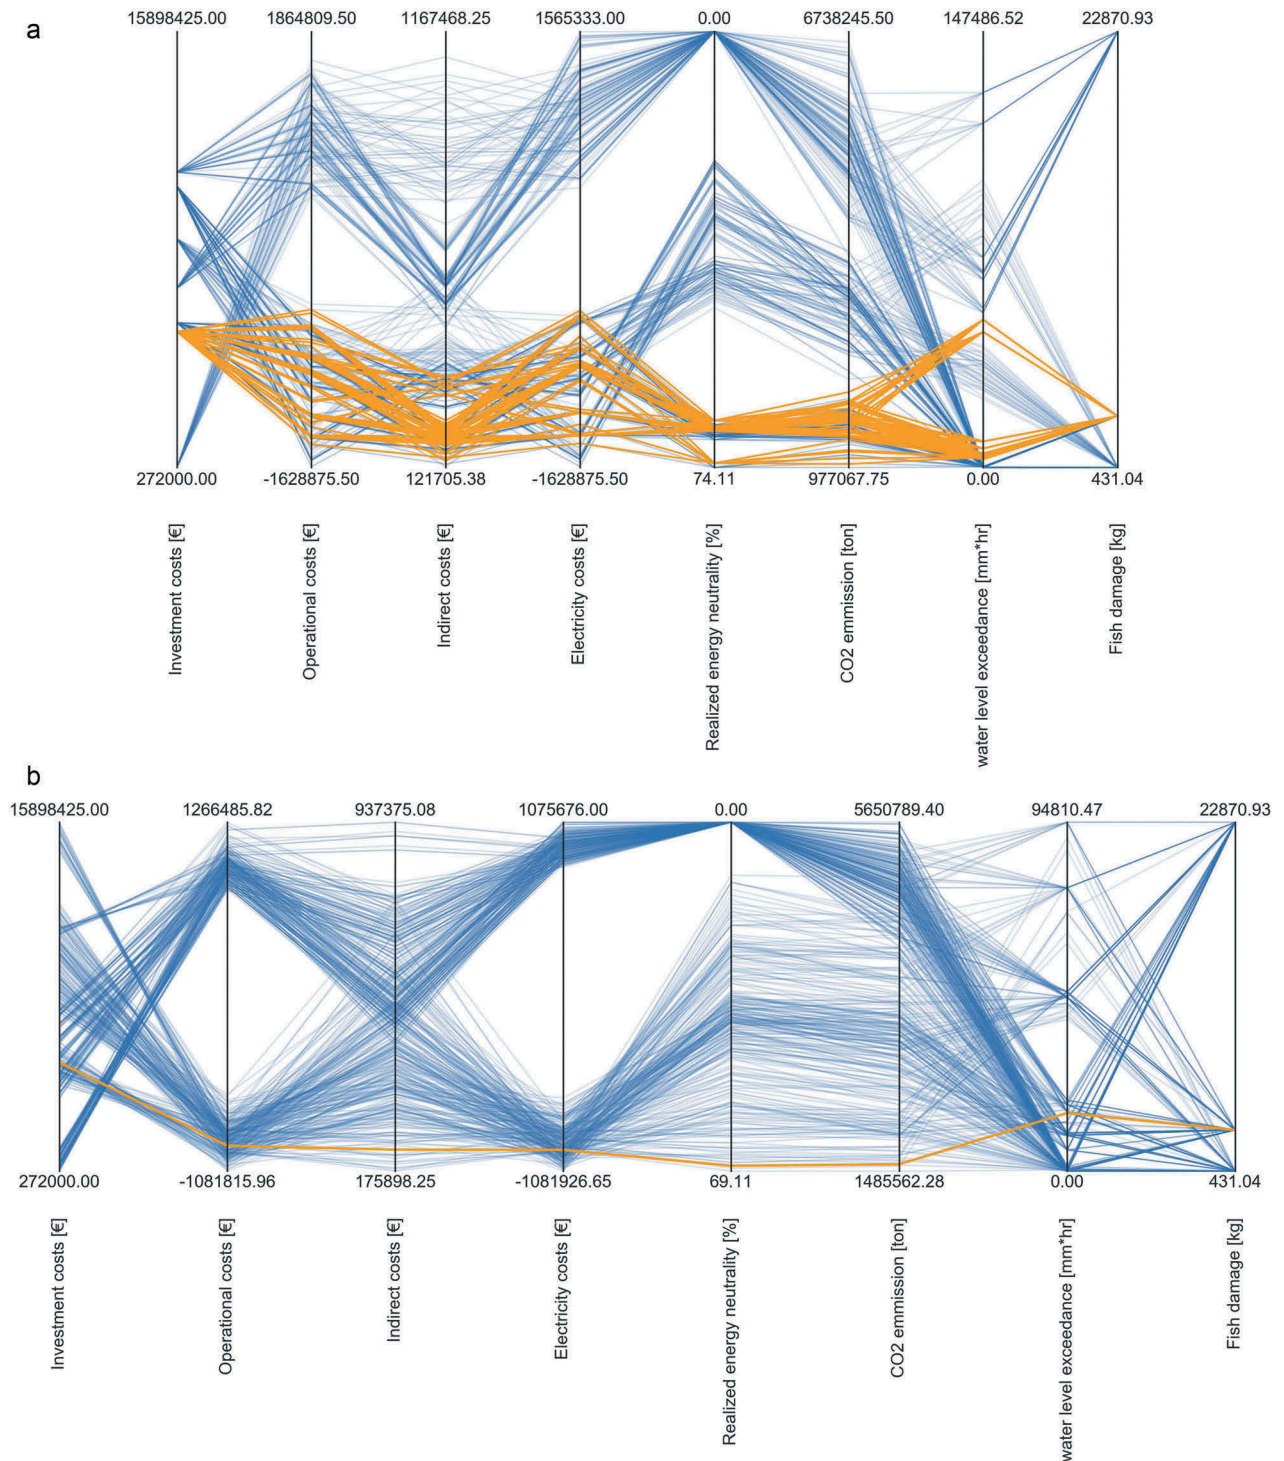 a
15898425.00 1864809.50 1167468.25 1565333.00 0.00 6738245.50 147486.52 22870.93
272000.00 -1628875.50 121705.38 -1628875.50 74.11 977067.75 0.00 431.04
Investment costs [€]
Operational costs [€]
Indirect costs [€]
Electricity costs [€]
Realized energy neutrality [%]
CO2 emmission [ton]
water level exceedance [mm*hr]
Fish damage [kg]
b
15898425.00 1266485.82 937375.08 1075676.00 0.00 5650789.40 94810.47 22870.93
272000.00 -1081815.96 175898.25 -1081926.65 69.11 1485562.28 0.00 431.04
Investment costs [€]
Operational costs [€]
Indirect costs [€]
Electricity costs [€]
Realized energy neutrality [%]
CO2 emmission [ton]
water level exceedance [mm*hr]
Fish damage [kg]